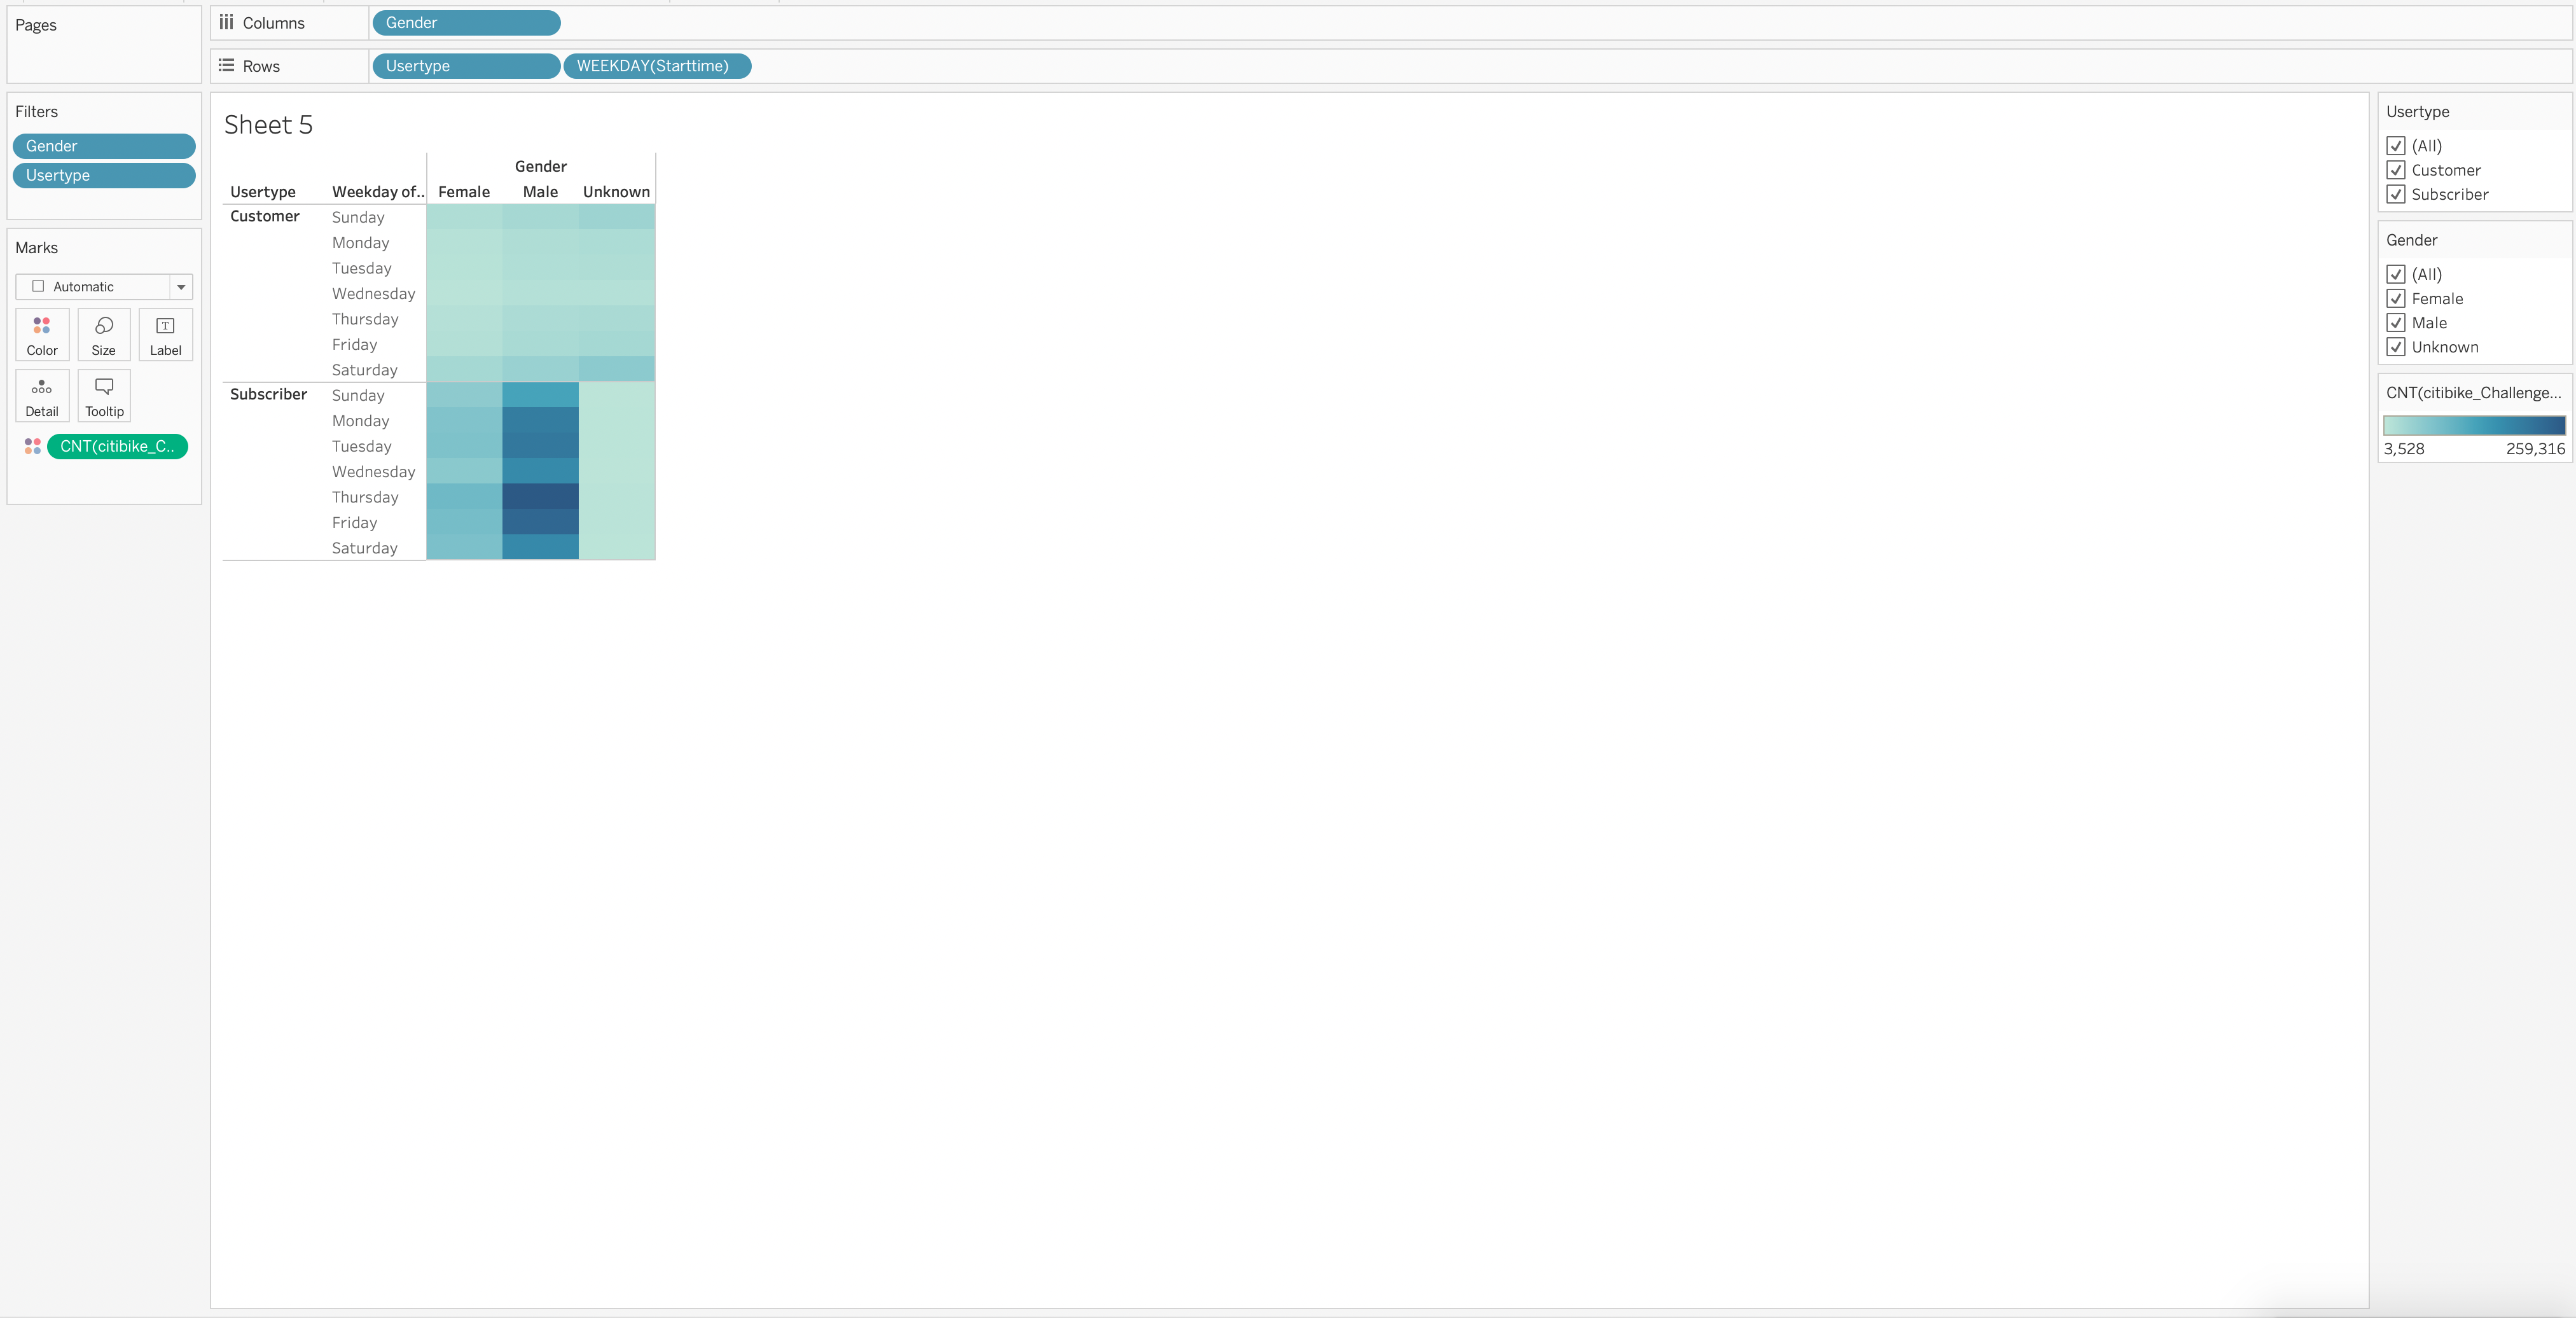 Pages
Columns
Gender
Rows
Usertype
WEEKDAY(Starttime)
Filters
Gender
Usertype
Marks
Automatic
Color
Size
T
Label
Detail
Tooltip
CNT(citibike_C..
Sheet 5
Gender
Usertype Weekday of.. Female Male Unknown
Customer Sunday
Monday
Tuesday
Wednesday
Thursday
Friday
Saturday
Subscriber Sunday
Monday
Tuesday
Wednesday
Thursday
Friday
Saturday
Usertype
(All)
Customer
Subscriber
Gender
(All)
Female
Male
Unknown
CNT(citibike_Challenge...
3,528 259,316